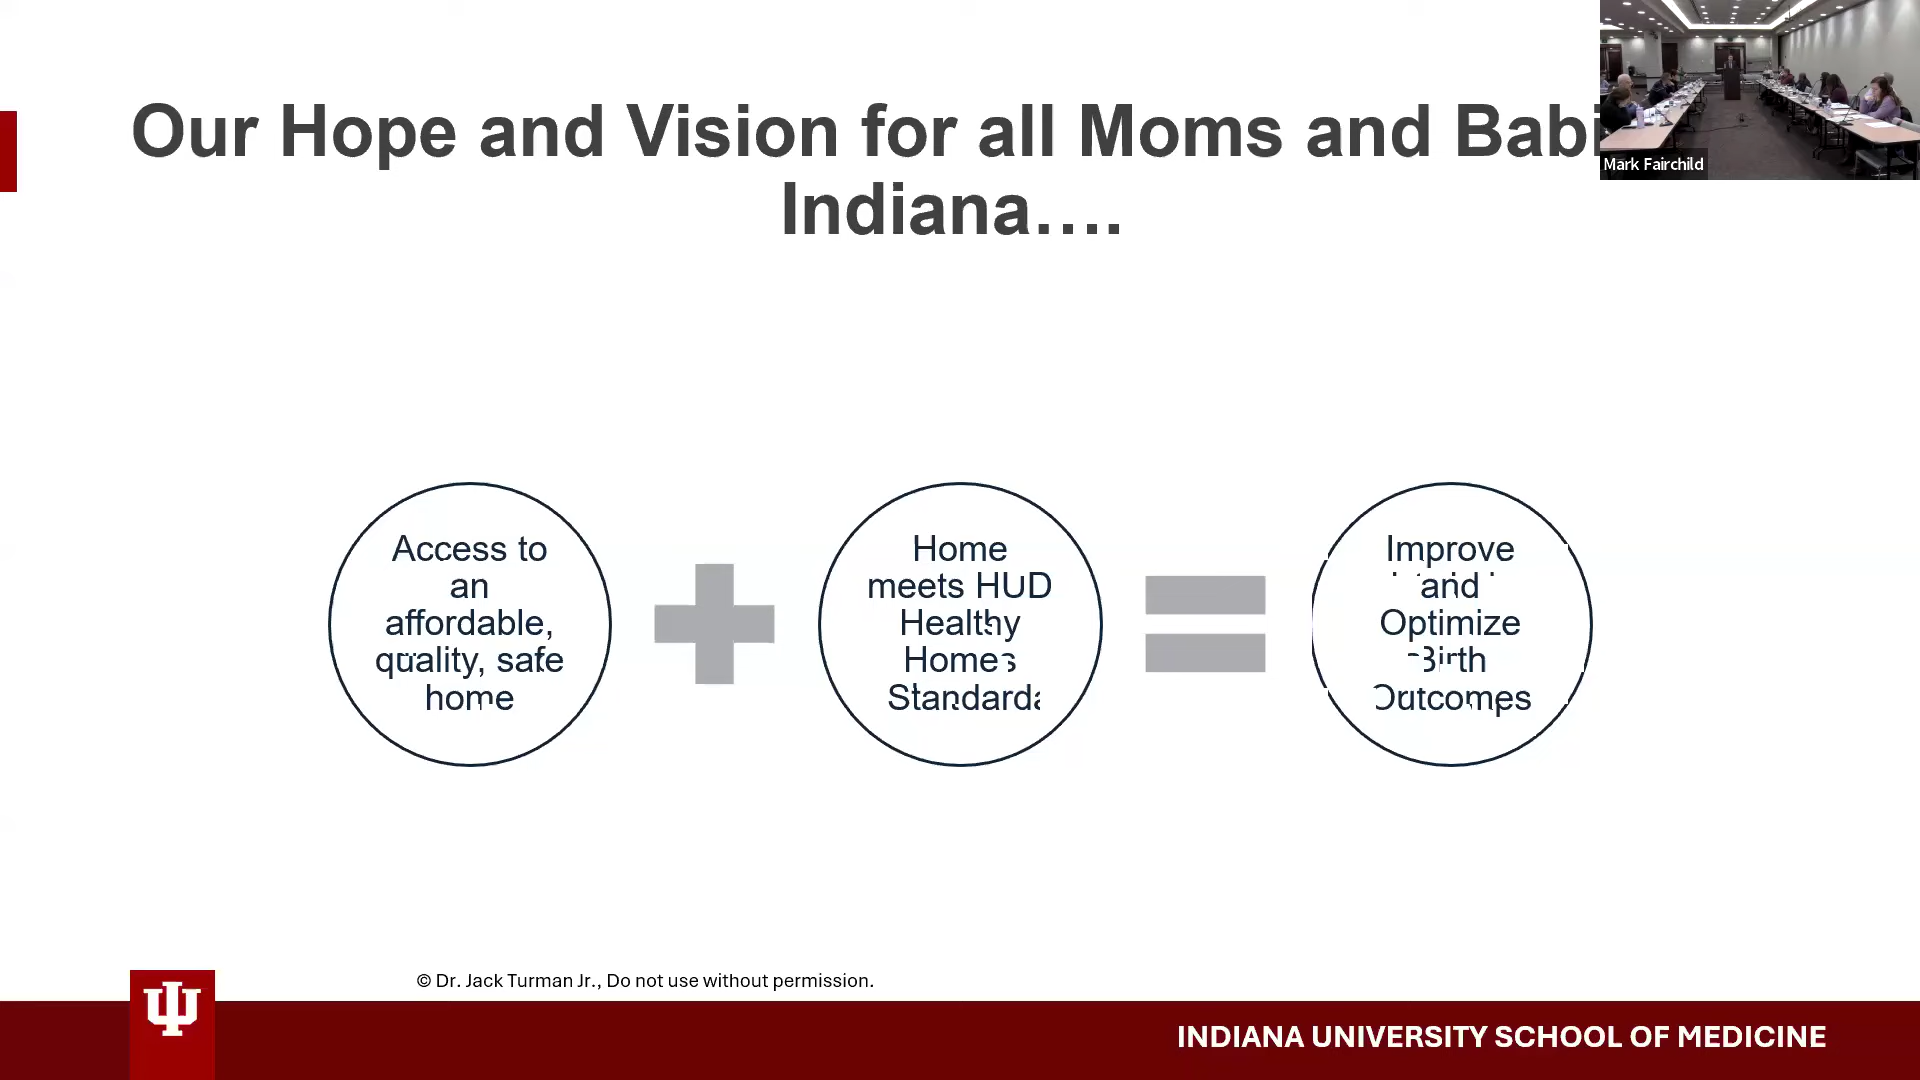 Our Hope and Vision for all Moms and Babi
Indiana….
Mark Fairchild
Access to
an
affordable,
quality, safe
home
Home
meets HUD
Healthy
Homes
Standards
Improve
and
Optimize
Birth
Outcomes
© Dr. Jack Turman Jr., Do not use without permission.
INDIANA UNIVERSITY SCHOOL OF MEDICINE